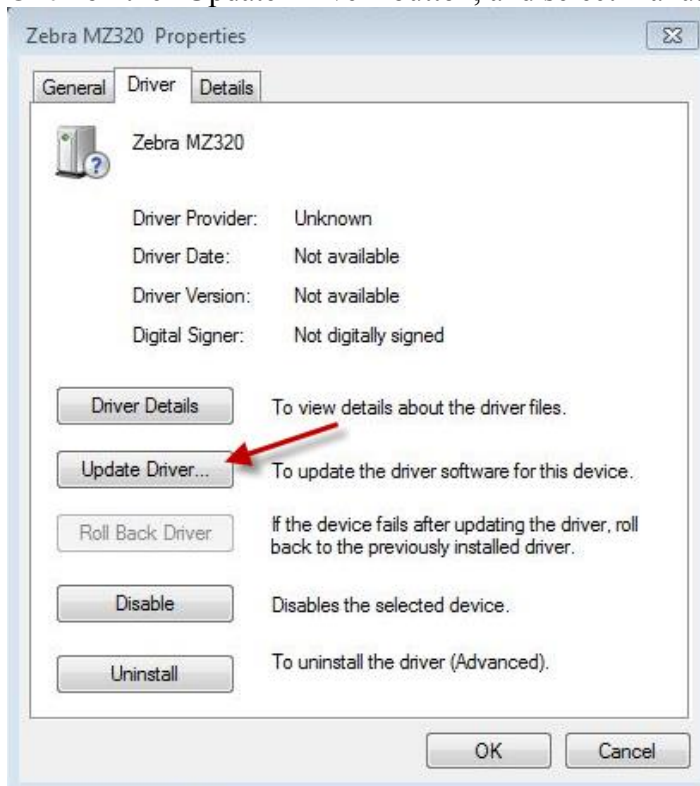 Zebra MZ320 Properties
General Driver Details
Zebra MZ320
Driver Provider: Unknown
Driver Date: Not available
Driver Version: Not available
Digital Signer: Not digitally signed
Driver Details To view details about the driver files.
Update Driver... To update the driver software for this device.
Roll Back Driver If the device fails after updating the driver, roll
back to the previously installed driver.
Disable Disables the selected device.
Uninstall To uninstall the driver (Advanced).
OK Cancel